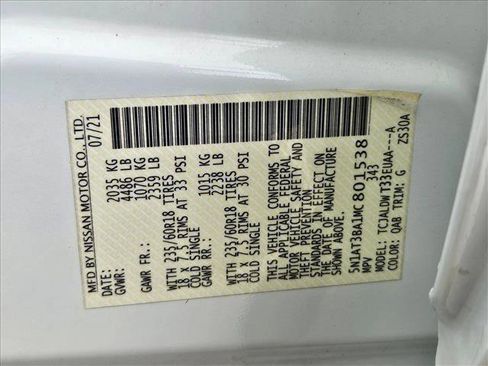 MFD BY NISSAN MOTOR CO., LTD.
DATE: 07/21
GVWR: 2035 KG
4486 LB
GAWR FR.: 1070 KG
2359 LB
WITH 235/60R18 TIRES
18 x 7.5 RIMS AT 33 PSI
COLD SINGLE
GAWR RR.: 1015 KG
2238 LB
WITH 235/60R18 TIRES
18 x 7.5 RIMS AT 30 PSI
COLD SINGLE
THIS VEHICLE CONFORMS TO
ALL APPLICABLE FEDERAL
MOTOR VEHICLE SAFETY AND
THEFT PREVENTION
STANDARDS IN EFFECT ON
THE DATE OF MANUFACTURE
SHOWN ABOVE.
5N1AT3BA1MC801538
MPV 343
MODEL: TCJALDWT33EUAA---A
COLOR: QAB TRIM: G ZS30A